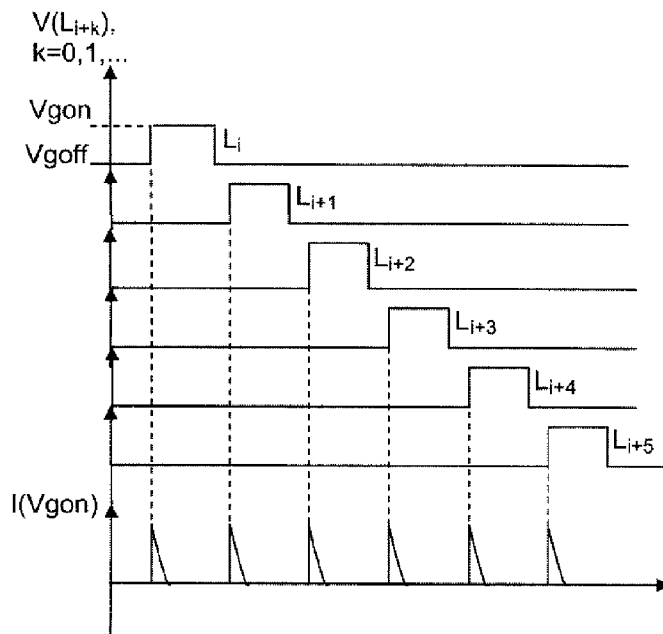 V(Li+k),
k=0,1,...
Vgon
Vgoff
Li
Li+1
Li+2
Li+3
Li+4
Li+5
I(Vgon)